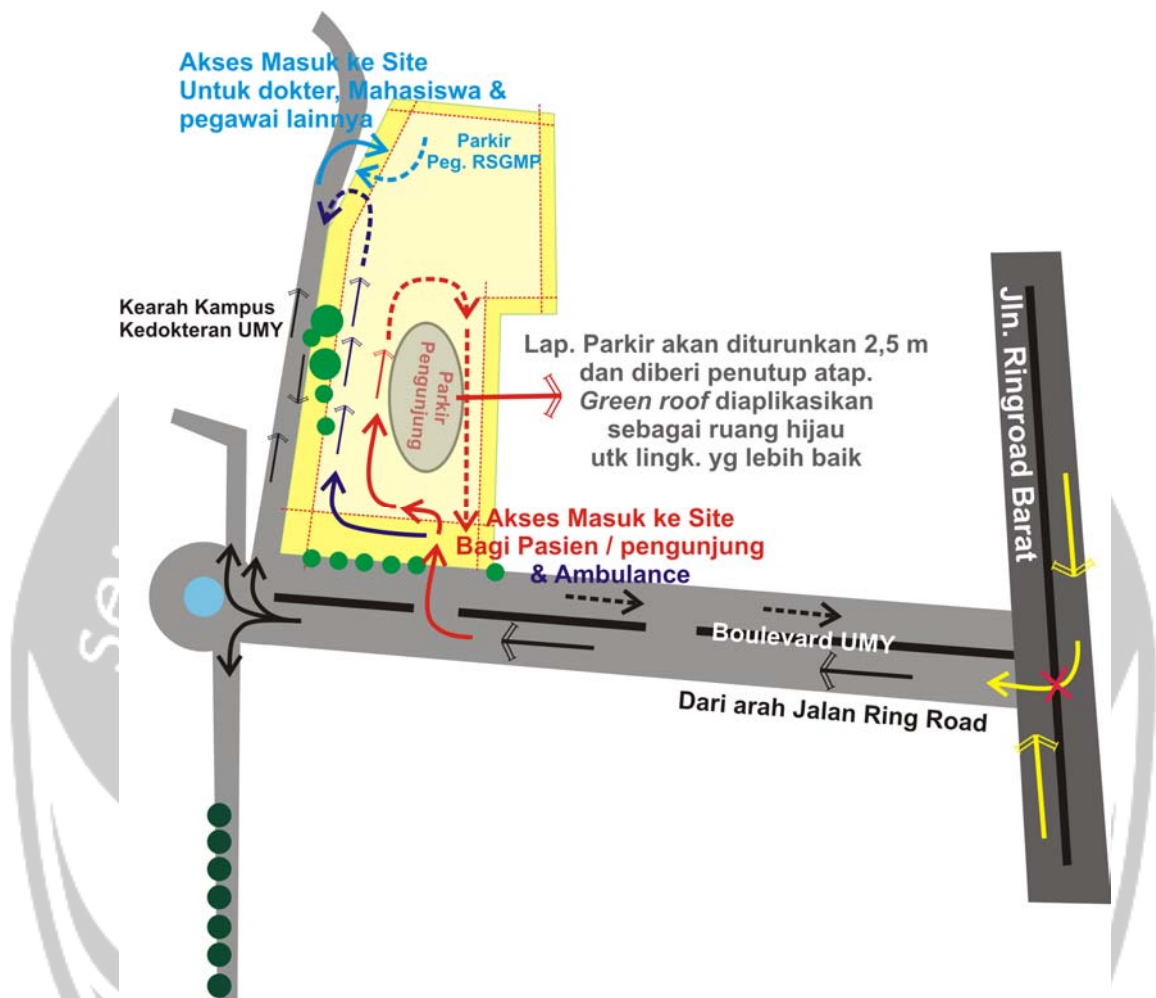 Akses Masuk ke Site
Untuk dokter, Mahasiswa &
pegawai lainnya
Parkir
Peg. RSGMP
Kearah Kampus
Kedokteran UMY
Parkir
Pengunjung
Lap. Parkir akan diturunkan 2,5 m
dan diberi penutup atap.
Green roof diaplikasikan
sebagai ruang hijau
utk lingk. yg lebih baik
Jln. Ringroad Barat
Akses Masuk ke Site
Bagi Pasien / pengunjung
& Ambulance
Boulevard UMY
Dari arah Jalan Ring Road